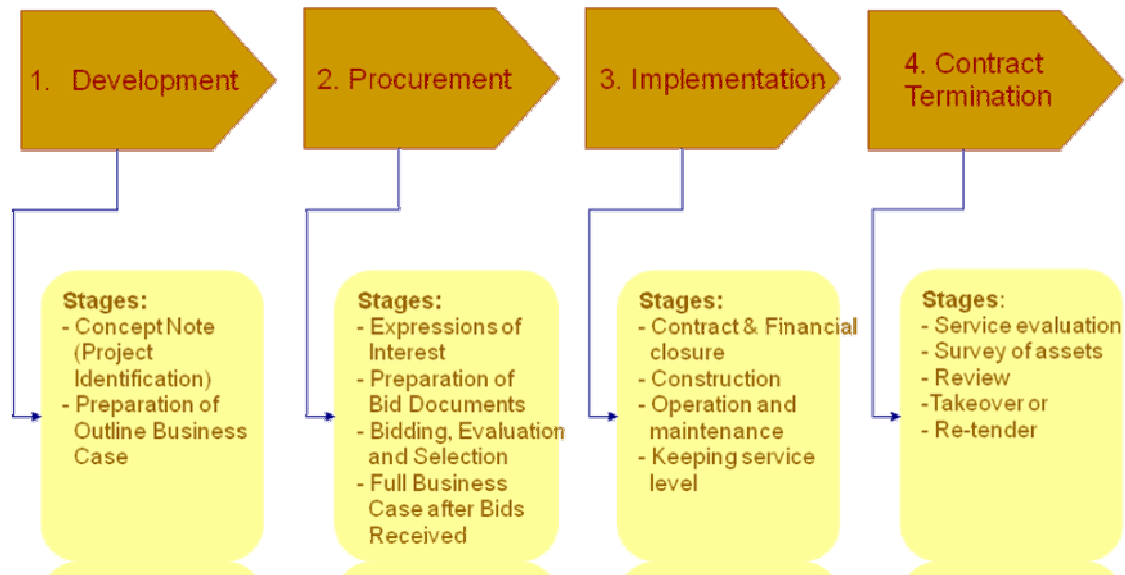 1. Development
2. Procurement
3. Implementation
4. Contract
Termination
Stages:
- Concept Note
(Project
Identification)
- Preparation of
Outline Business
Case
Stages:
- Expressions of
Interest
- Preparation of
Bid Documents
- Bidding, Evaluation
and Selection
- Full Business
Case after Bids
Received
Stages:
- Contract & Financial
closure
- Construction
- Operation and
maintenance
- Keeping service
level
Stages:
- Service evaluation
- Survey of assets
- Review
-Takeover or
- Re-tender